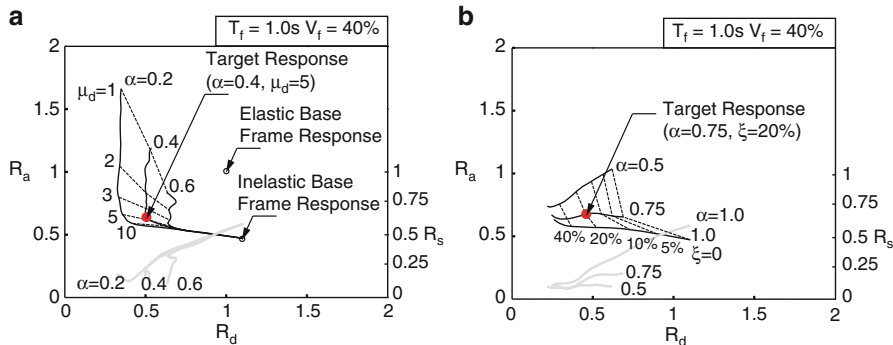 a
T_f = 1.0s V_f = 40%
2
1.5
1
0.5
0
R_a
0
0.5
1
1.5
2
R_d
1
0.75
0.5
0.25
0
R_s
Target Response
(α=0.4, μ_d=5)
Elastic Base
Frame Response
Inelastic Base
Frame Response
μ_d=1
α=0.2
0.4
0.6
2
3
5
10
α=0.2
0.4
0.6
b
T_f = 1.0s V_f = 40%
2
1.5
1
0.5
0
R_a
0
0.5
1
1.5
2
R_d
1
0.75
0.5
0.25
0
R_s
Target Response
(α=0.75, ξ=20%)
α=0.5
0.75
α=1.0
1.0
ξ=0
40%
20%
10%
5%
0.75
0.5